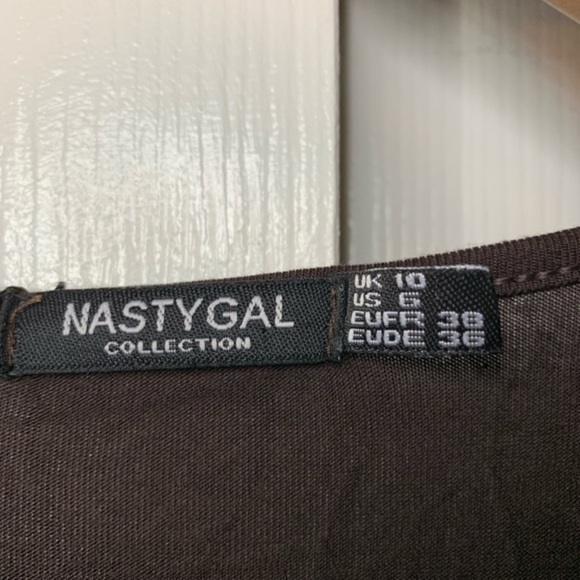 NASTYGAL
COLLECTION
UK 10
US 6
EUFR 38
EUDE 36